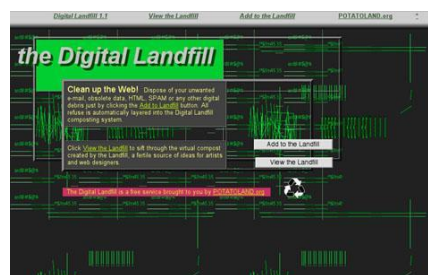 Digital Landfill 1.1 View the Landfill Add to the Landfill POTATOLAND.org
the Digital Landfill
Clean up the Web! Dispose of your unwanted
e-mail, obsolete data, HTML, SPAM or any other digital
debris just by clicking the Add to Landfill button. All
refuse is automatically layered into the Digital Landfill
composting system.
Click View the Landfill to sift through the virtual compost
created by the Landfill, a fertile source of ideas for artists
and web designers.
Add to the Landfill
View the Landfill
The Digital Landfill is a free service brought to you by POTATOLAND.org